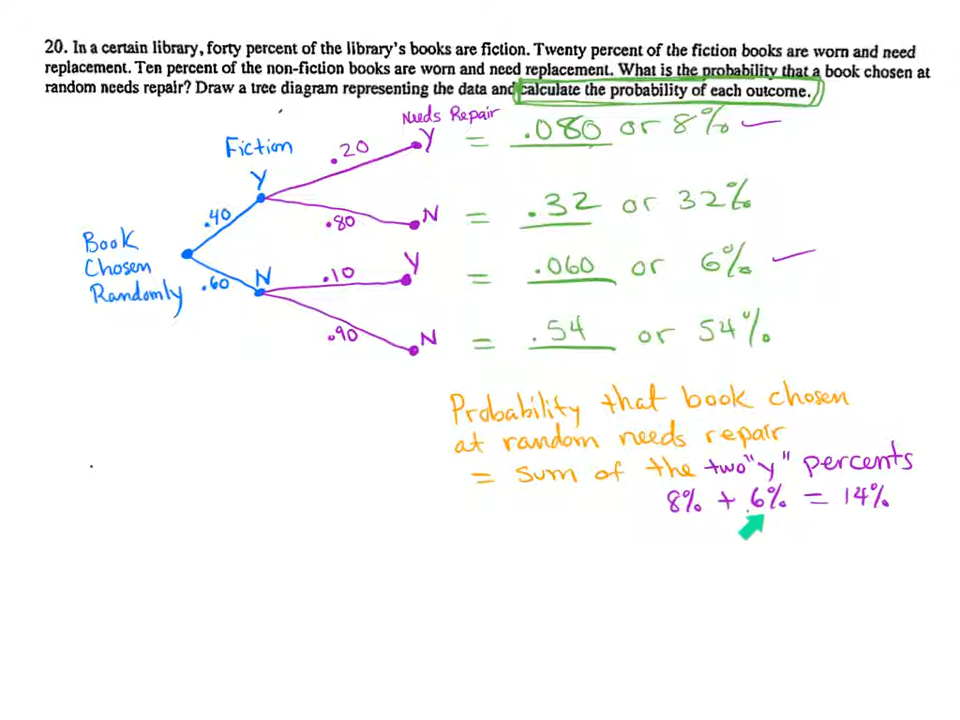 20. In a certain library, forty percent of the library's books are fiction. Twenty percent of the fiction books are worn and need
replacement. Ten percent of the non-fiction books are worn and need replacement. What is the probability that a book chosen at
random needs repair? Draw a tree diagram representing the data and calculate the probability of each outcome.
Needs Repair
Fiction .20 Y = .080 or 8%
Y
.40 .80 N = .32 or 32%
Book
Chosen
Randomly
.60 N .10 Y = .060 or 6%
.90 N = .54 or 54%
Probability that book chosen
at random needs repair
= sum of the two "y" percents
8% + 6% = 14%